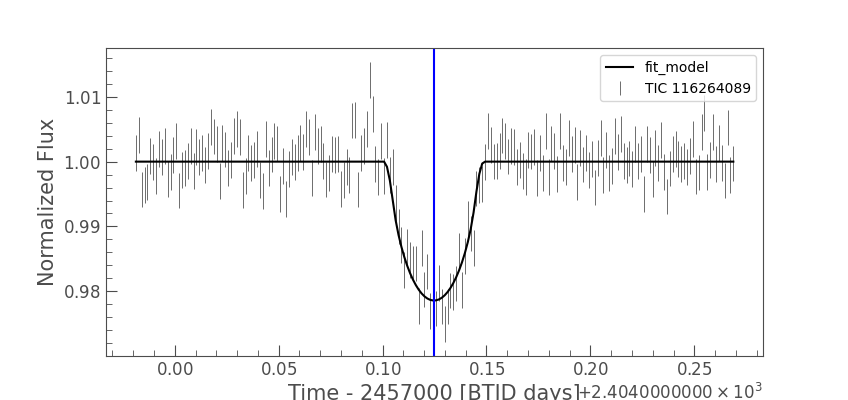 fit_model
TIC 116264089
1.01
1.00
0.99
0.98
Normalized Flux
0.00 0.05 0.10 0.15 0.20 0.25
Time - 2457000 [BTJD days]
+2.4040000000 × 10³